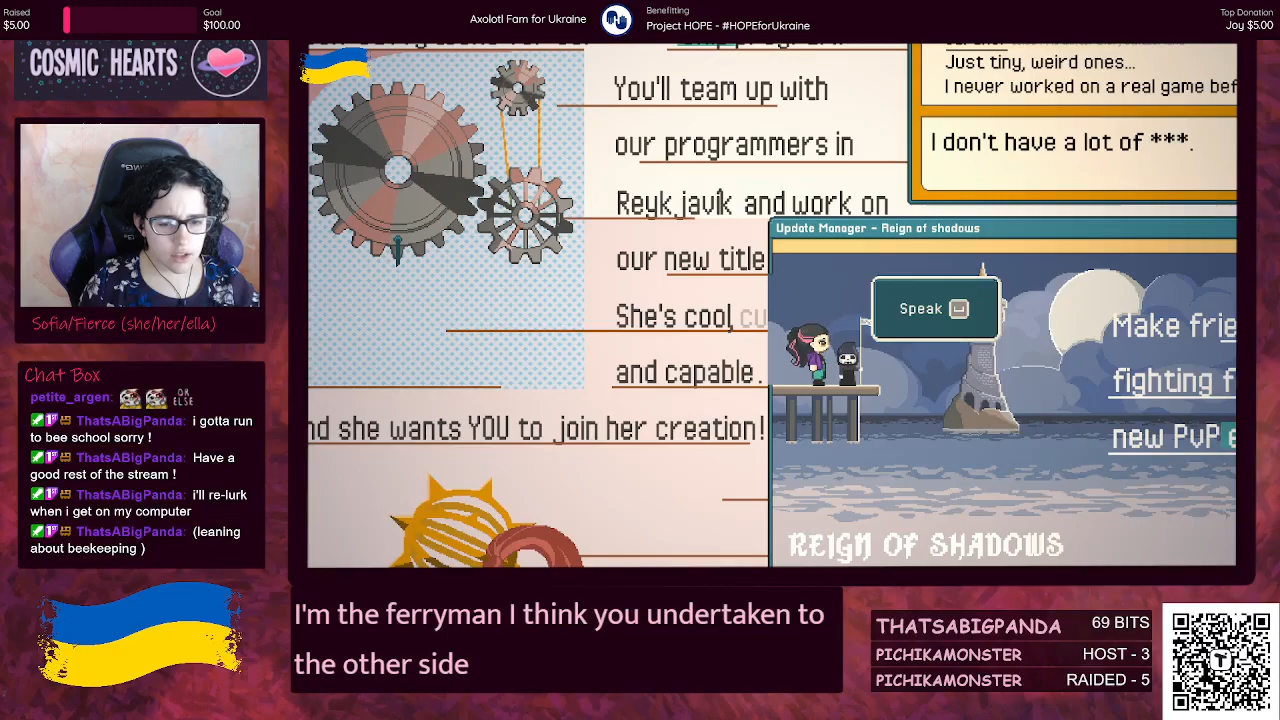 Raised
$5.00
Goal
$100.00
Axolotl Fam for Ukraine
Benefitting
Project HOPE - #HOPEforUkraine
Top Donation
Joy $5.00
COSMIC HEARTS
Sofia/Fierce (she/her/ella)
Chat Box
petite_argen: OR ELSE
ThatsABigPanda: i gotta run
to bee school sorry !
ThatsABigPanda: Have a
good rest of the stream !
ThatsABigPanda: i'll re-lurk
when i get on my computer
ThatsABigPanda: (leaning
about beekeeping )
You'll team up with
our programmers in
Reykjavík and work on
our new title
She's cool, cu
and capable.
nd she wants YOU to join her creation!
Just tiny, weird ones...
I never worked on a real game bef
I don't have a lot of ***.
Update Manager - Reign of shadows
Speak
Make frie
fighting f
new PvP e
REIGN OF SHADOWS
I'm the ferryman I think you undertaken to
the other side
THATSABIGPANDA 69 BITS
PICHIKAMONSTER HOST - 3
PICHIKAMONSTER RAIDED - 5